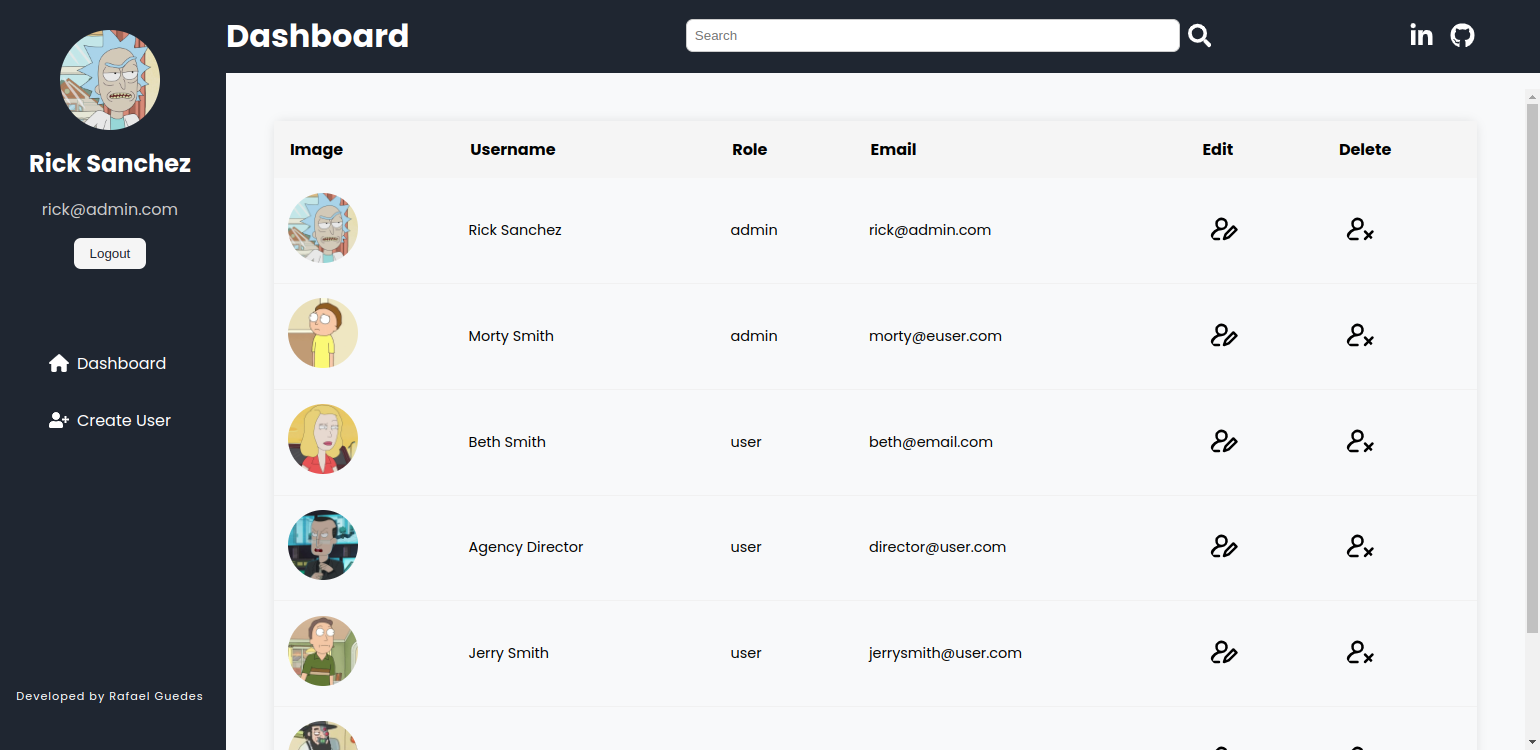 Dashboard
Search
in
Rick Sanchez
rick@admin.com
Logout
Dashboard
Create User
Developed by Rafael Guedes
Image Username Role Email Edit Delete
Rick Sanchez admin rick@admin.com
Morty Smith admin morty@euser.com
Beth Smith user beth@email.com
Agency Director user director@user.com
Jerry Smith user jerrysmith@user.com